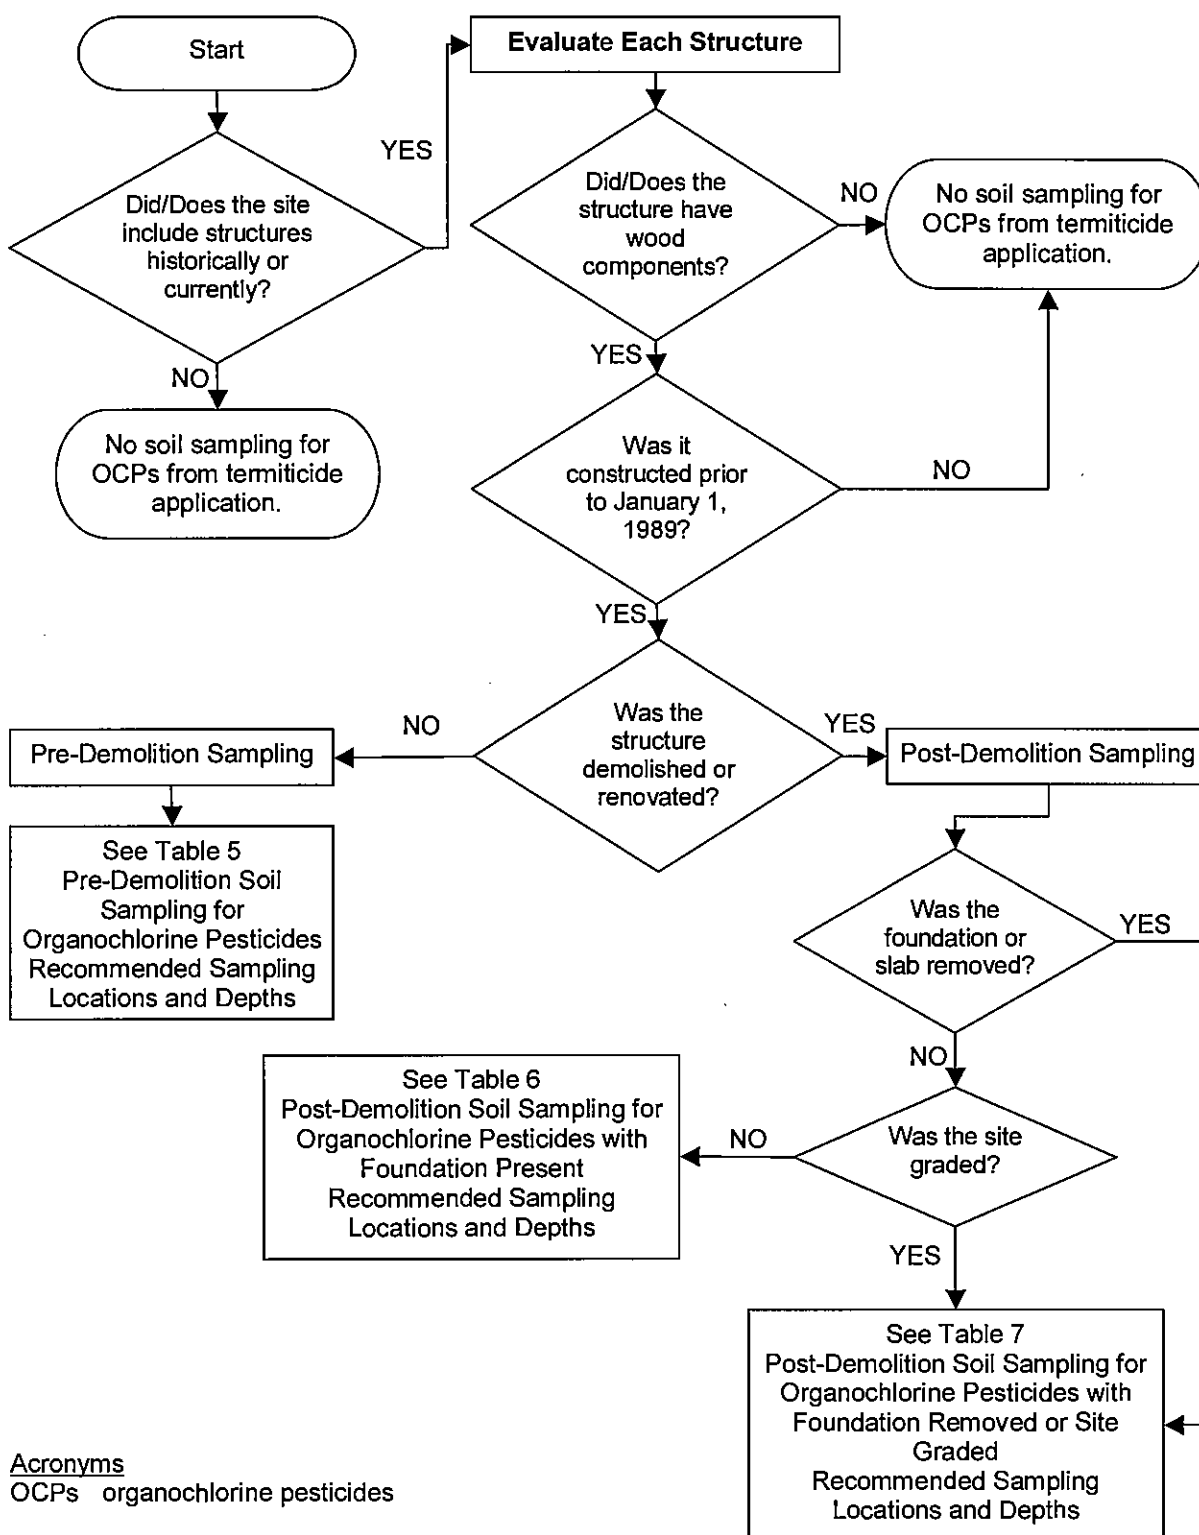 Start
Did/Does the site
include structures
historically or
currently?
YES
NO
No soil sampling for
OCPs from termiticide
application.
Evaluate Each Structure
Did/Does the
structure have
wood
components?
NO
No soil sampling for
OCPs from termiticide
application.
YES
Was it
constructed prior
to January 1,
1989?
NO
YES
Was the
structure
demolished or
renovated?
NO
Pre-Demolition Sampling
See Table 5
Pre-Demolition Soil
Sampling for
Organochlorine Pesticides
Recommended Sampling
Locations and Depths
YES
Post-Demolition Sampling
Was the
foundation or
slab removed?
YES
NO
Was the site
graded?
NO
See Table 6
Post-Demolition Soil Sampling for
Organochlorine Pesticides with
Foundation Present
Recommended Sampling
Locations and Depths
YES
See Table 7
Post-Demolition Soil Sampling for
Organochlorine Pesticides with
Foundation Removed or Site
Graded
Recommended Sampling
Locations and Depths
Acronyms
OCPs organochlorine pesticides